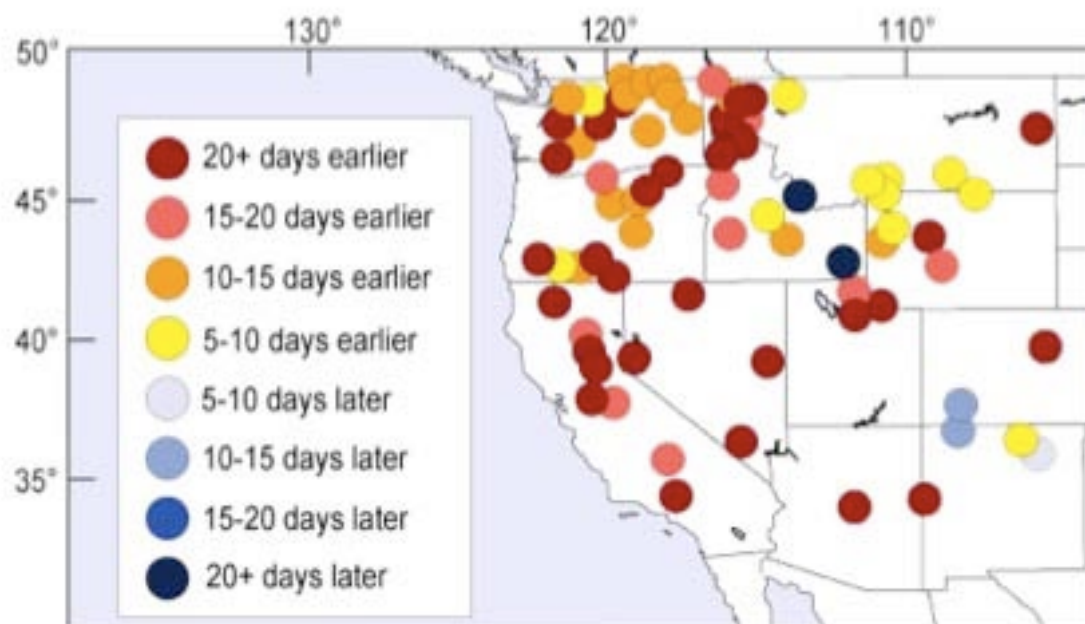 130° 120° 110°
50°
45°
40°
35°
20+ days earlier
15-20 days earlier
10-15 days earlier
5-10 days earlier
5-10 days later
10-15 days later
15-20 days later
20+ days later